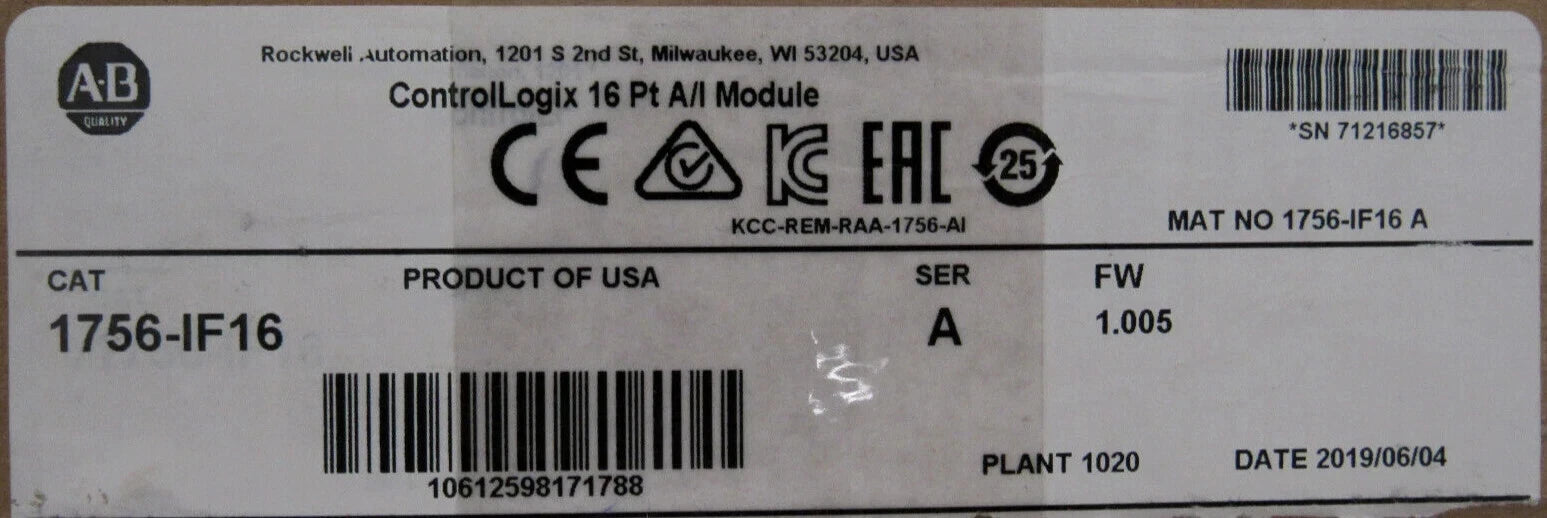 A·B
QUALITY
Rockwell Automation, 1201 S 2nd St, Milwaukee, WI 53204, USA
ControlLogix 16 Pt A/I Module
*SN 71216857*
CE KC EAC 25
KCC-REM-RAA-1756-AI
MAT NO 1756-IF16 A
CAT
PRODUCT OF USA
SER
FW
1756-IF16
A
1.005
10612598171788
PLANT 1020
DATE 2019/06/04